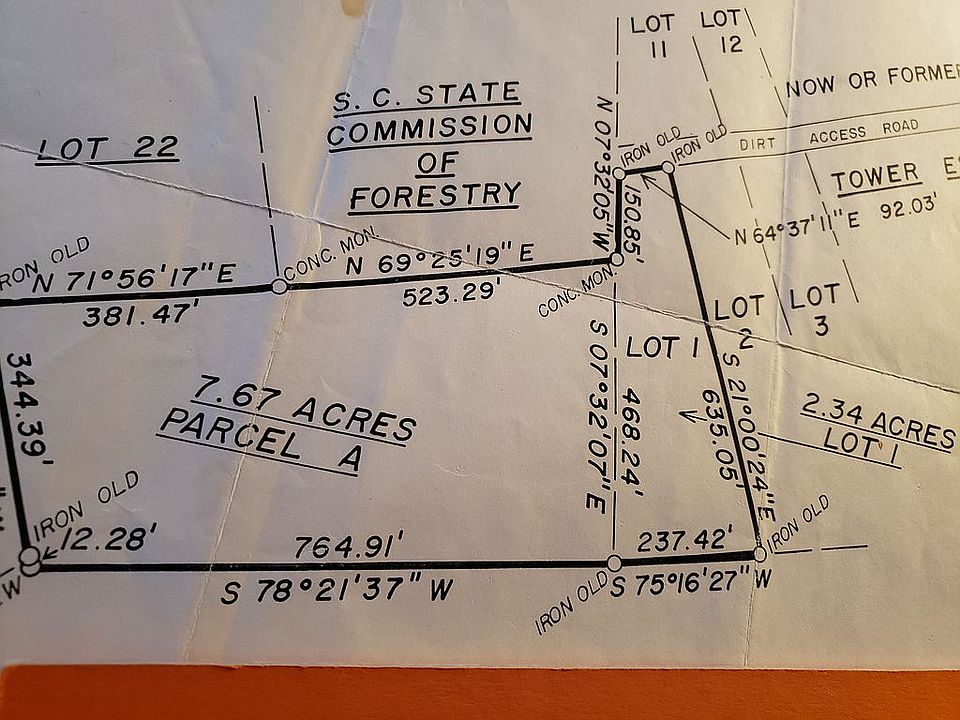 LOT 11
LOT 12
NOW OR FORMER
S. C. STATE
COMMISSION
OF
FORESTRY
LOT 22
N 07°32'05" W
150.85'
IRON OLD
IRON OLD
DIRT ACCESS ROAD
TOWER
N 64°37'11" E 92.03'
IRON OLD
CONC. MON.
N 71°56'17" E
381.47'
N 69°25'19" E
523.29'
CONC. MON.
LOT 1
LOT 2
LOT 3
S 07°32'07" E
468.24'
S 21°00'24" E
635.05'
344.39'
7.67 ACRES
PARCEL A
2.34 ACRES
LOT 1
IRON OLD
12.28'
764.91'
S 78°21'37" W
237.42'
S 75°16'27" W
IRON OLD
IRON OLD
W